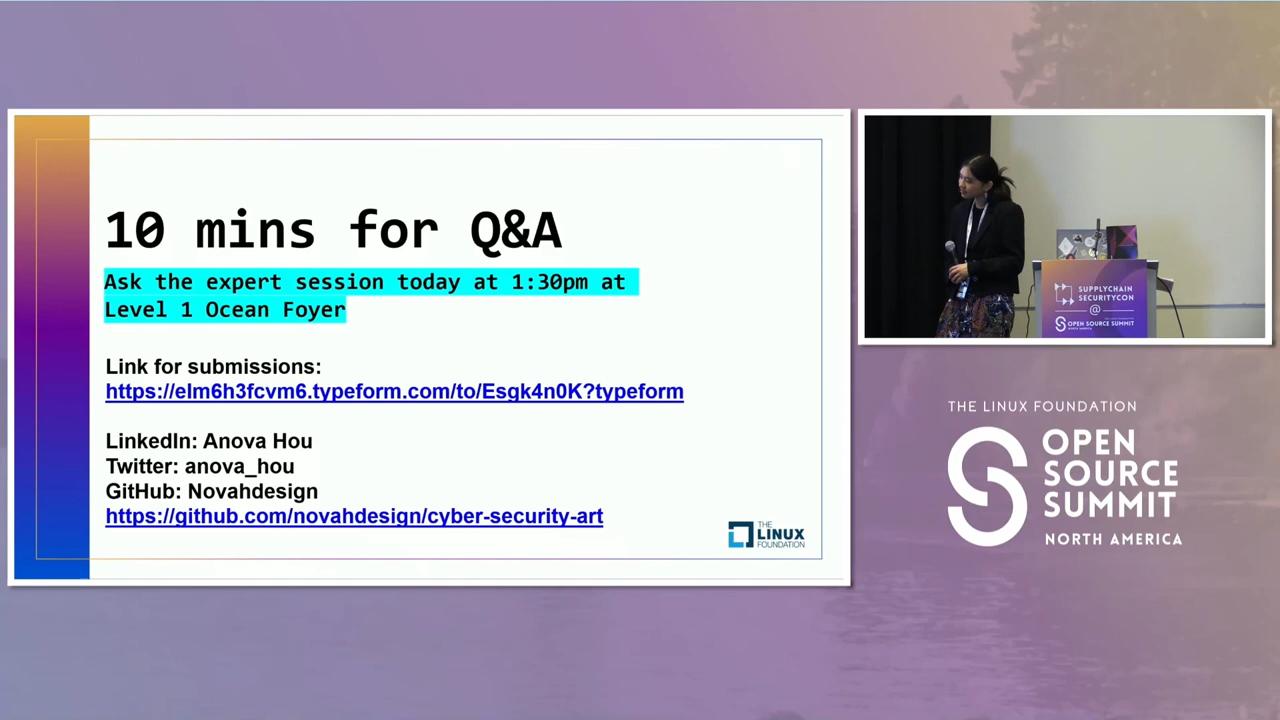 10 mins for Q&A
Ask the expert session today at 1:30pm at
Level 1 Ocean Foyer
Link for submissions:
https://elm6h3fcvm6.typeform.com/to/Esgk4n0K?typeform
LinkedIn: Anova Hou
Twitter: anova_hou
GitHub: Novahdesign
https://github.com/novahdesign/cyber-security-art
THE
LINUX
FOUNDATION
SUPPLYCHAIN
SECURITYCON
@
OPEN SOURCE SUMMIT
NORTH AMERICA
THE LINUX FOUNDATION
OPEN
SOURCE
SUMMIT
NORTH AMERICA